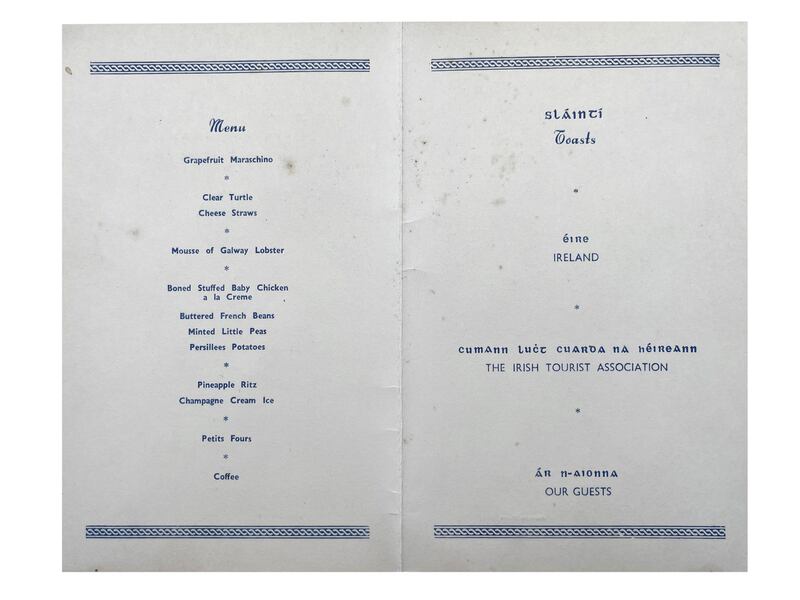 Menu
Grapefruit Maraschino
*
Clear Turtle
Cheese Straws
*
Mousse of Galway Lobster
*
Boned Stuffed Baby Chicken
a la Creme
Buttered French Beans
Minted Little Peas
Persillees Potatoes
*
Pineapple Ritz
Champagne Cream Ice
*
Petits Fours
*
Coffee
sláintí
Toasts
*
éire
IRELAND
*
cumann luċt cuarda na héireann
THE IRISH TOURIST ASSOCIATION
*
ár n-aionna
OUR GUESTS